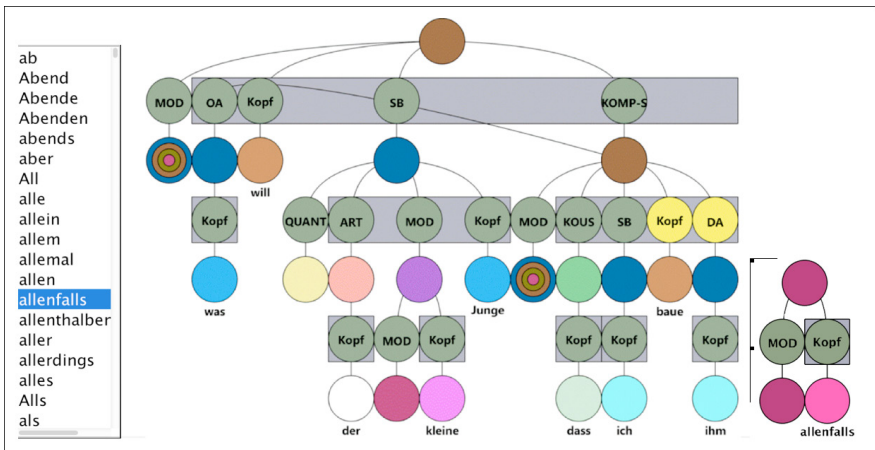 ab
Abend
Abende
Abenden
abends
aber
All
alle
allein
allem
allemal
allen
allenfalls
allenthalber
aller
allerdings
alles
Alls
als
MOD OA Kopf SB KOMP-S
will
Kopf QUANT ART MOD Kopf MOD KOUS SB Kopf DA
was Junge baue
Kopf MOD Kopf Kopf Kopf Kopf
der kleine dass ich ihm
MOD Kopf
allenfalls